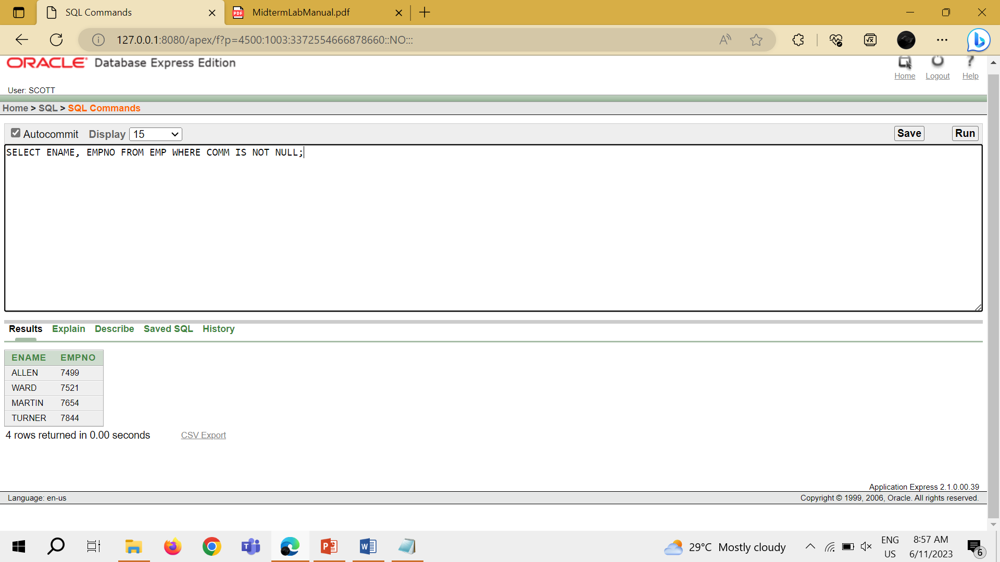 SQL Commands
MidtermLabManual.pdf
127.0.0.1:8080/apex/f?p=4500:1003:3372554666878660::NO:::
ORACLE Database Express Edition
Home Logout Help
User: SCOTT
Home > SQL > SQL Commands
Autocommit Display 15 Save Run
SELECT ENAME, EMPNO FROM EMP WHERE COMM IS NOT NULL;
Results Explain Describe Saved SQL History
ENAME EMPNO
ALLEN 7499
WARD 7521
MARTIN 7654
TURNER 7844
4 rows returned in 0.00 seconds CSV Export
Application Express 2.1.0.00.39
Language: en-us Copyright © 1999, 2006, Oracle. All rights reserved.
29°C Mostly cloudy
ENG
US
8:57 AM
6/11/2023
6